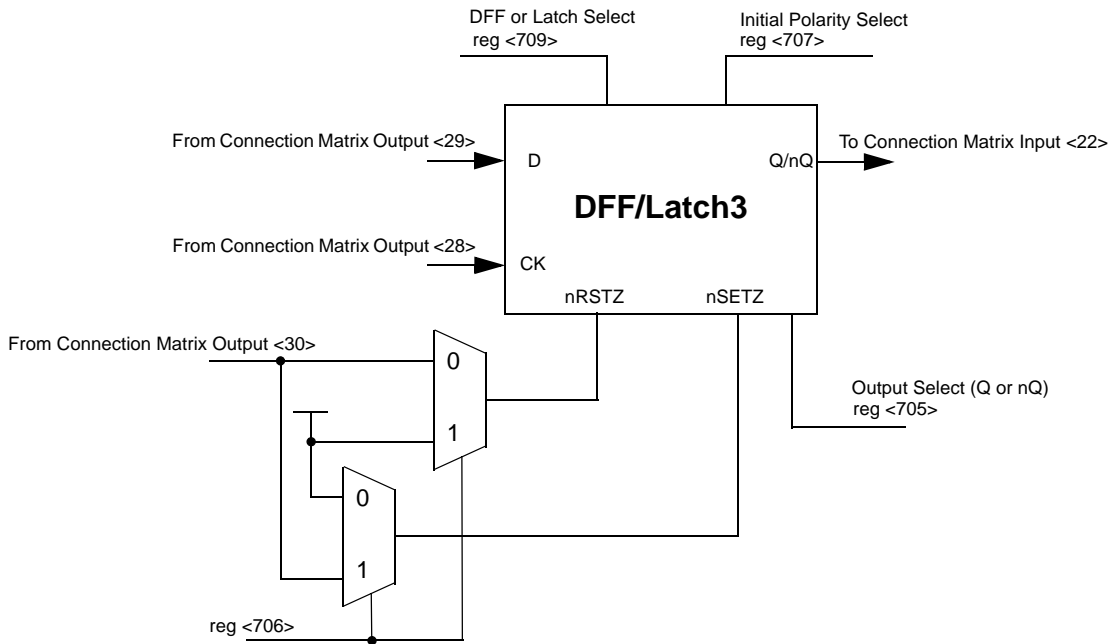 DFF or Latch Select
reg <709>
Initial Polarity Select
reg <707>
From Connection Matrix Output <29>
D
Q/nQ
To Connection Matrix Input <22>
DFF/Latch3
From Connection Matrix Output <28>
CK
nRSTZ
nSETZ
From Connection Matrix Output <30>
0
1
Output Select (Q or nQ)
reg <705>
0
1
reg <706>